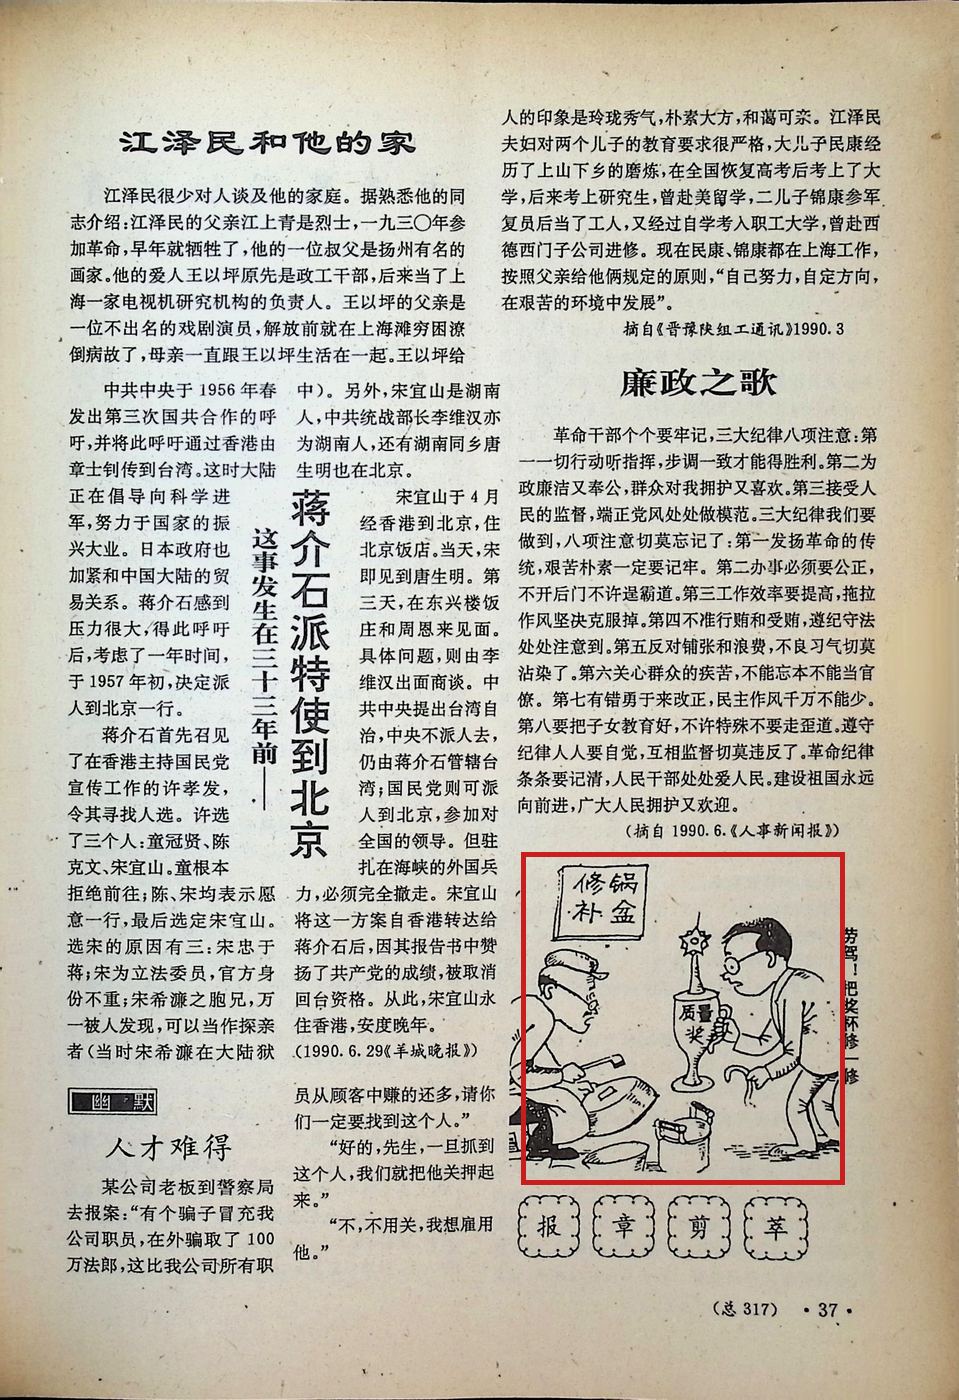 江泽民和他的家
江泽民很少对人谈及他的家庭。据熟悉他的同
志介绍:江泽民的父亲江上青是烈士,一九三〇年参
加革命,早年就牺牲了,他的一位叔父是扬州有名的
画家。他的爱人王以坪原先是政工干部,后来当了上
海一家电视机研究机构的负责人。王以坪的父亲是
一位不出名的戏剧演员,解放前就在上海滩穷困潦
倒病故了,母亲一直跟王以坪生活在一起。王以坪给
人的印象是玲珑秀气,朴素大方,和蔼可亲。江泽民
夫妇对两个儿子的教育要求很严格,大儿子民康经
历了上山下乡的磨炼,在全国恢复高考后考上了大
学,后来考上研究生,曾赴美留学,二儿子锦康参军
复员后当了工人,又经过自学考入职工大学,曾赴西
德西门子公司进修。现在民康、锦康都在上海工作,
按照父亲给他俩规定的原则,“自己努力,自定方向,
在艰苦的环境中发展”。
摘自《晋豫陕组工通讯》1990.3
蒋介石派特使到北京
这事发生在三十三年前——
中共中央于1956年春
发出第三次国共合作的呼
吁,并将此呼吁通过香港由
章士钊传到台湾。这时大陆
正在倡导向科学进
军,努力于国家的振
兴大业。日本政府也
加紧和中国大陆的贸
易关系。蒋介石感到
压力很大,得此呼吁
后,考虑了一年时间,
于1957年初,决定派
人到北京一行。
蒋介石首先召见
了在香港主持国民党
宣传工作的许孝发,
令其寻找人选。许选
了三个人:童冠贤、陈
克文、宋宜山。童根本
拒绝前往;陈、宋均表示愿
意一行,最后选定宋宜山。
选宋的原因有三:宋忠于
蒋;宋为立法委员,官方身
份不重;宋希濂之胞兄,万
一被人发现,可以当作探亲
者(当时宋希濂在大陆狱
中)。另外,宋宜山是湖南
人,中共统战部长李维汉亦
为湖南人,还有湖南同乡唐
生明也在北京。
宋宜山于4月
经香港到北京,住
北京饭店。当天,宋
即见到唐生明。第
三天,在东兴楼饭
庄和周恩来见面。
具体问题,则由李
维汉出面商谈。中
共中央提出台湾自
治,中央不派人去,
仍由蒋介石管辖台
湾;国民党则可派
人到北京,参加对
全国的领导。但驻
扎在海峡的外国兵
力,必须完全撤走。宋宜山
将这一方案自香港转达给
蒋介石后,因其报告书中赞
扬了共产党的成绩,被取消
回台资格。从此,宋宜山永
住香港,安度晚年。
(1990.6.29《羊城晚报》)
廉政之歌
革命干部个个要牢记,三大纪律八项注意:第
一一切行动听指挥,步调一致才能得胜利。第二为
政廉洁又奉公,群众对我拥护又喜欢。第三接受人
民的监督,端正党风处处做模范。三大纪律我们要
做到,八项注意切莫忘记了:第一发扬革命的传
统,艰苦朴素一定要记牢。第二办事必须要公正,
不开后门不许逞霸道。第三工作效率要提高,拖拉
作风坚决克服掉。第四不准行贿和受贿,遵纪守法
处处注意到。第五反对铺张和浪费,不良习气切莫
沾染了。第六关心群众的疾苦,不能忘本不能当官
僚。第七有错勇于来改正,民主作风千万不能少。
第八要把子女教育好,不许特殊不要走歪道。遵守
纪律人人要自觉,互相监督切莫违反了。革命纪律
条条要记清,人民干部处处爱人民。建设祖国永远
向前进,广大人民拥护又欢迎。
(摘自1990.6.《人事新闻报》)
修锅
补盆
质量
奖
劳驾!把奖杯修一修
幽默
人才难得
某公司老板到警察局
去报案:“有个骗子冒充我
公司职员,在外骗取了100
万法郎,这比我公司所有职
员从顾客中赚的还多,请你
们一定要找到这个人。”
“好的,先生,一旦抓到
这个人,我们就把他关押起
来。”
“不,不用关,我想雇用
他。”
报章剪萃
(总317) ·37·